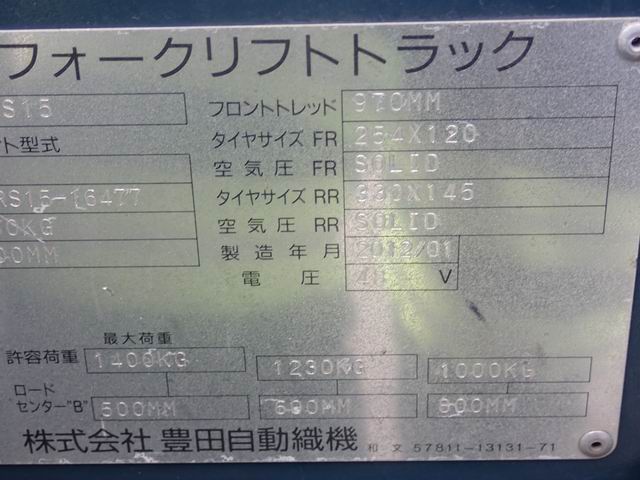 フォークリフトトラック
S15
フロントトレッド 970MM
ト型式
タイヤサイズ FR 254X120
空気圧 FR SOLID
RS15-16477
タイヤサイズ RR 330X145
0KG
空気圧 RR SOLID
00MM
製造年月 2012/01
電圧 48 V
最大荷重
許容荷重 1400KG 1230KG 1000KG
ロード
センター"B" 500MM 600MM 800MM
株式会社 豊田自動織機 和文 57811-13131-71